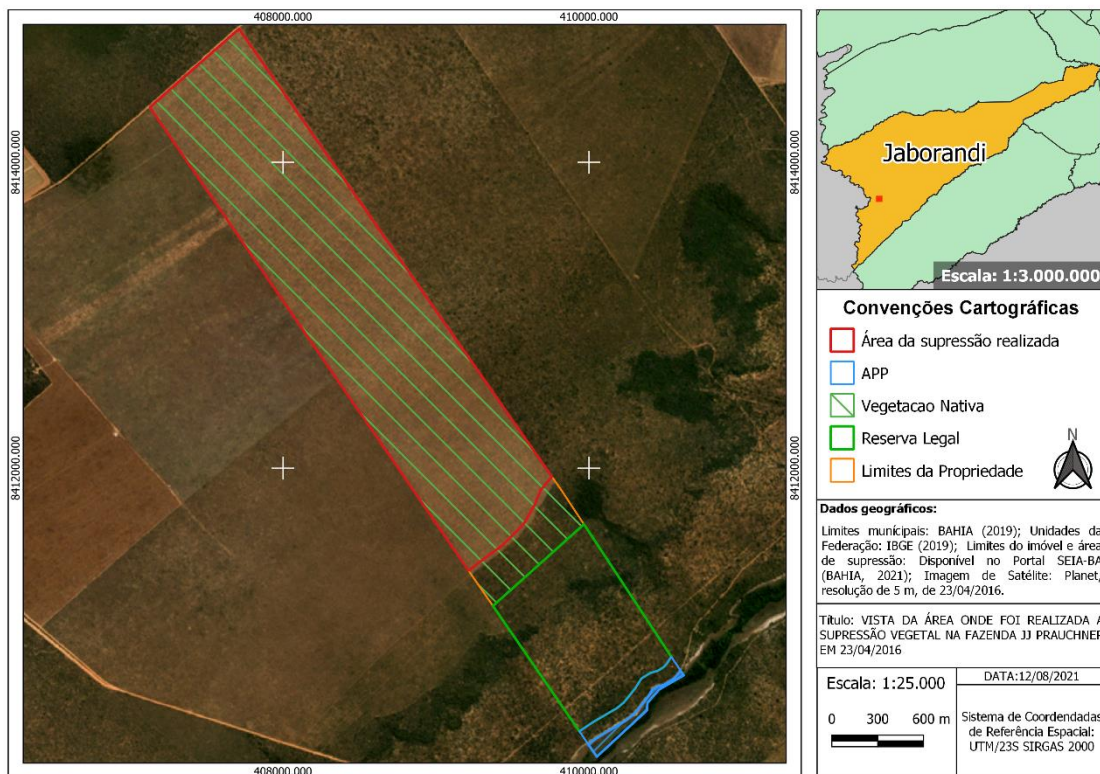 408000.000
410000.000
8414000.000
8414000.000
8412000.000
8412000.000
408000.000
410000.000
Jaborandi
Escala: 1:3.000.000
Convenções Cartográficas
Área da supressão realizada
APP
Vegetacao Nativa
Reserva Legal
Limites da Propriedade
N
Dados geográficos:
Limites munícipais: BAHIA (2019); Unidades da
Federação: IBGE (2019); Limites do imóvel e área
de supressão: Disponível no Portal SEIA-BA
(BAHIA, 2021); Imagem de Satélite: Planet,
resolução de 5 m, de 23/04/2016.
Título: VISTA DA ÁREA ONDE FOI REALIZADA A
SUPRESSÃO VEGETAL NA FAZENDA JJ PRAUCHNER
EM 23/04/2016
Escala: 1:25.000
0 300 600 m
DATA:12/08/2021
Sistema de Coordendadas
de Referência Espacial:
UTM/23S SIRGAS 2000